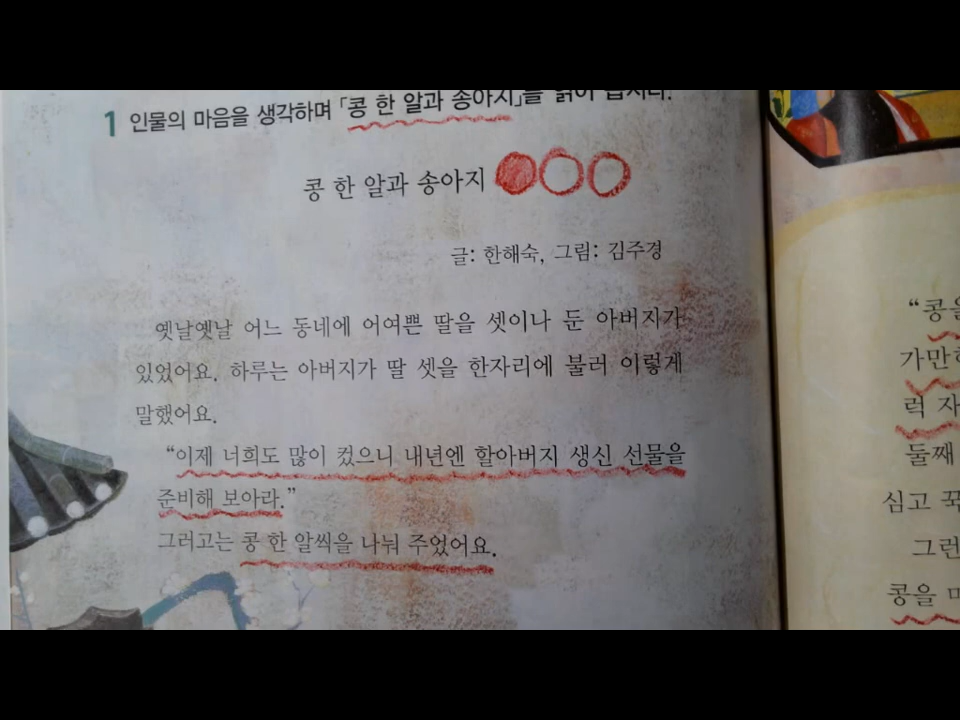 1 인물의 마음을 생각하며 「콩 한 알과 송아지」를 읽어 봅시다.
콩 한 알과 송아지
글: 한해숙, 그림: 김주경
옛날옛날 어느 동네에 어여쁜 딸을 셋이나 둔 아버지가
있었어요. 하루는 아버지가 딸 셋을 한자리에 불러 이렇게
말했어요.
“이제 너희도 많이 컸으니 내년엔 할아버지 생신 선물을
준비해 보아라.”
그러고는 콩 한 알씩을 나눠 주었어요.
“콩을
가만히
럭 자
둘째
심고 꾹
그런
콩을